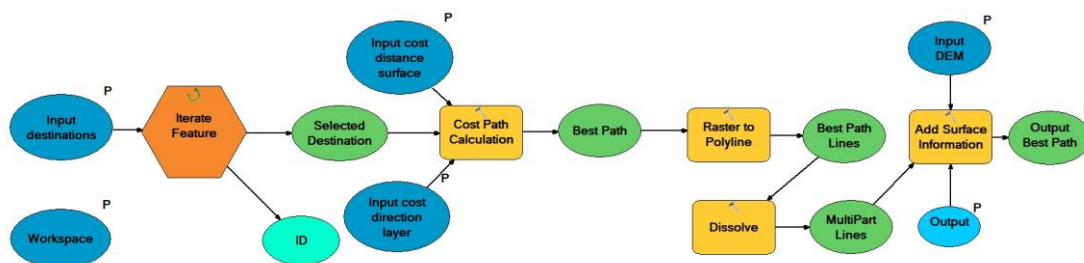 P
Input
destinations
Iterate
Feature
Selected
Destination
P
Input cost
distance
surface
Cost Path
Calculation
Best Path
Raster to
Polyline
Best Path
Lines
P
Input
DEM
Add Surface
Information
P
Output
Best Path
P
Workspace
ID
P
Input cost
direction
layer
Dissolve
MultiPart
Lines
P
Output